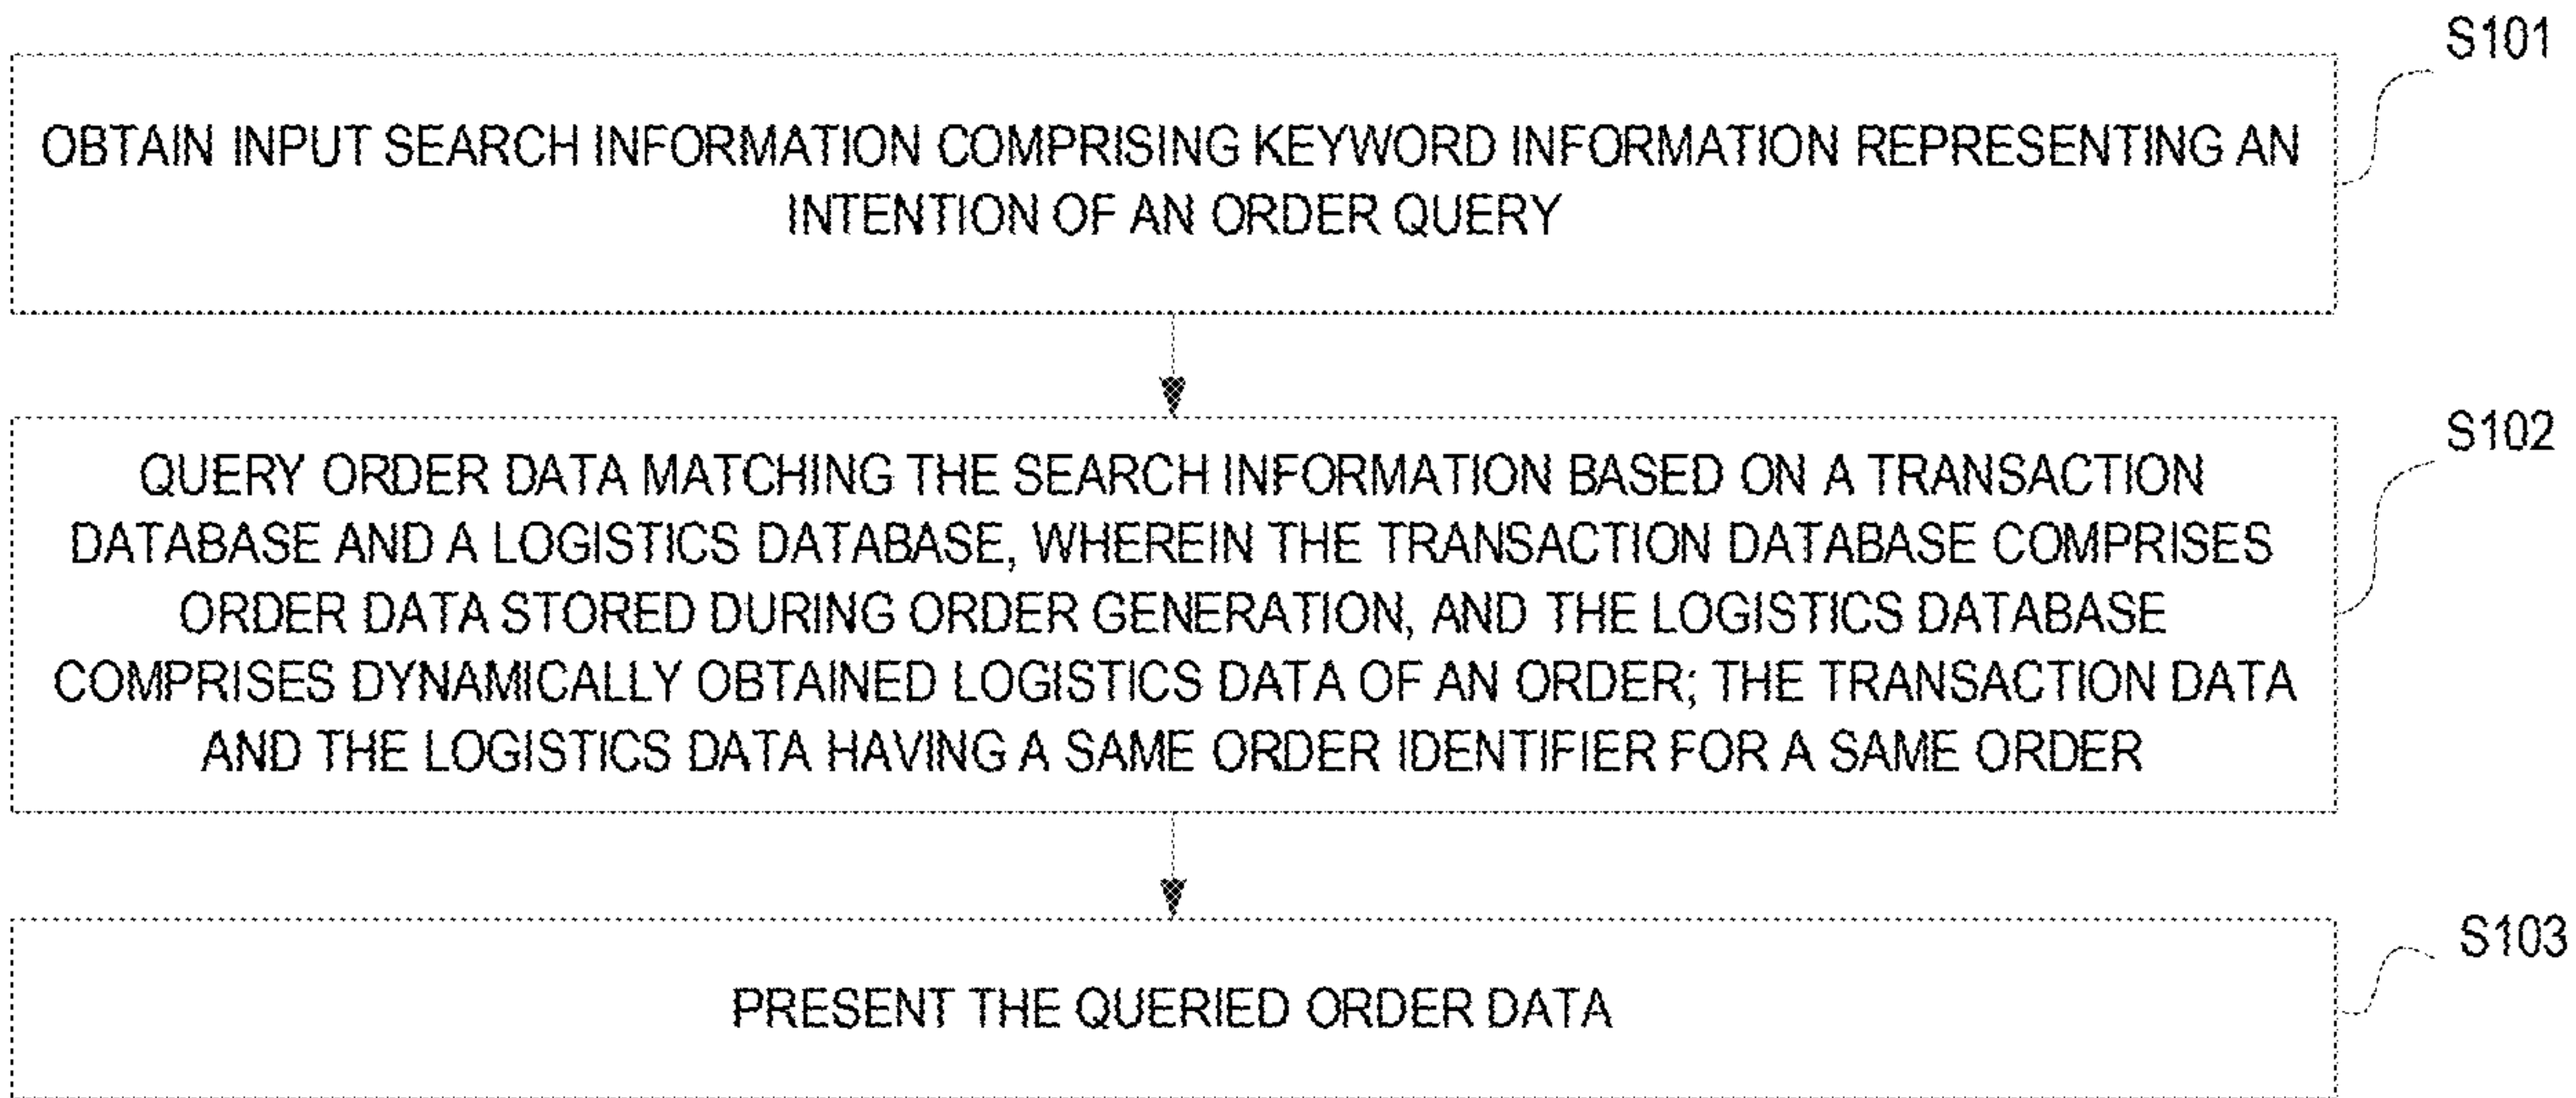 S101
OBTAIN INPUT SEARCH INFORMATION COMPRISING KEYWORD INFORMATION REPRESENTING AN
INTENTION OF AN ORDER QUERY
S102
QUERY ORDER DATA MATCHING THE SEARCH INFORMATION BASED ON A TRANSACTION
DATABASE AND A LOGISTICS DATABASE, WHEREIN THE TRANSACTION DATABASE COMPRISES
ORDER DATA STORED DURING ORDER GENERATION, AND THE LOGISTICS DATABASE
COMPRISES DYNAMICALLY OBTAINED LOGISTICS DATA OF AN ORDER; THE TRANSACTION DATA
AND THE LOGISTICS DATA HAVING A SAME ORDER IDENTIFIER FOR A SAME ORDER
S103
PRESENT THE QUERIED ORDER DATA